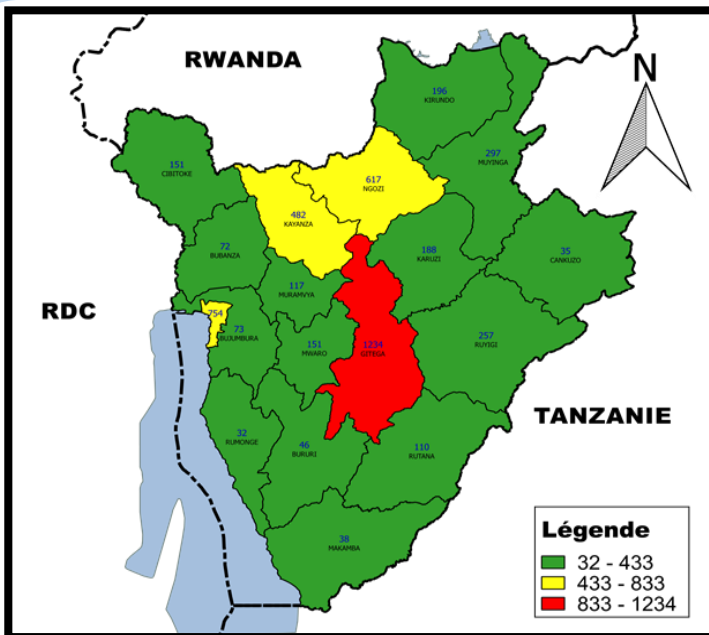 RWANDA
N
196
KIRUNDO
297
MUYINGA
151
CIBITOKE
617
NGOZI
482
KAYANZA
188
KARUZI
35
CANKUZO
72
BUBANZA
117
MURAMVYA
RDC
754
73
BUJUMBURA
151
MWARO
1234
GITEGA
257
RUYIGI
TANZANIE
32
RUMONGE
46
BURURI
110
RUTANA
38
MAKAMBA
Légende
32 - 433
433 - 833
833 - 1234